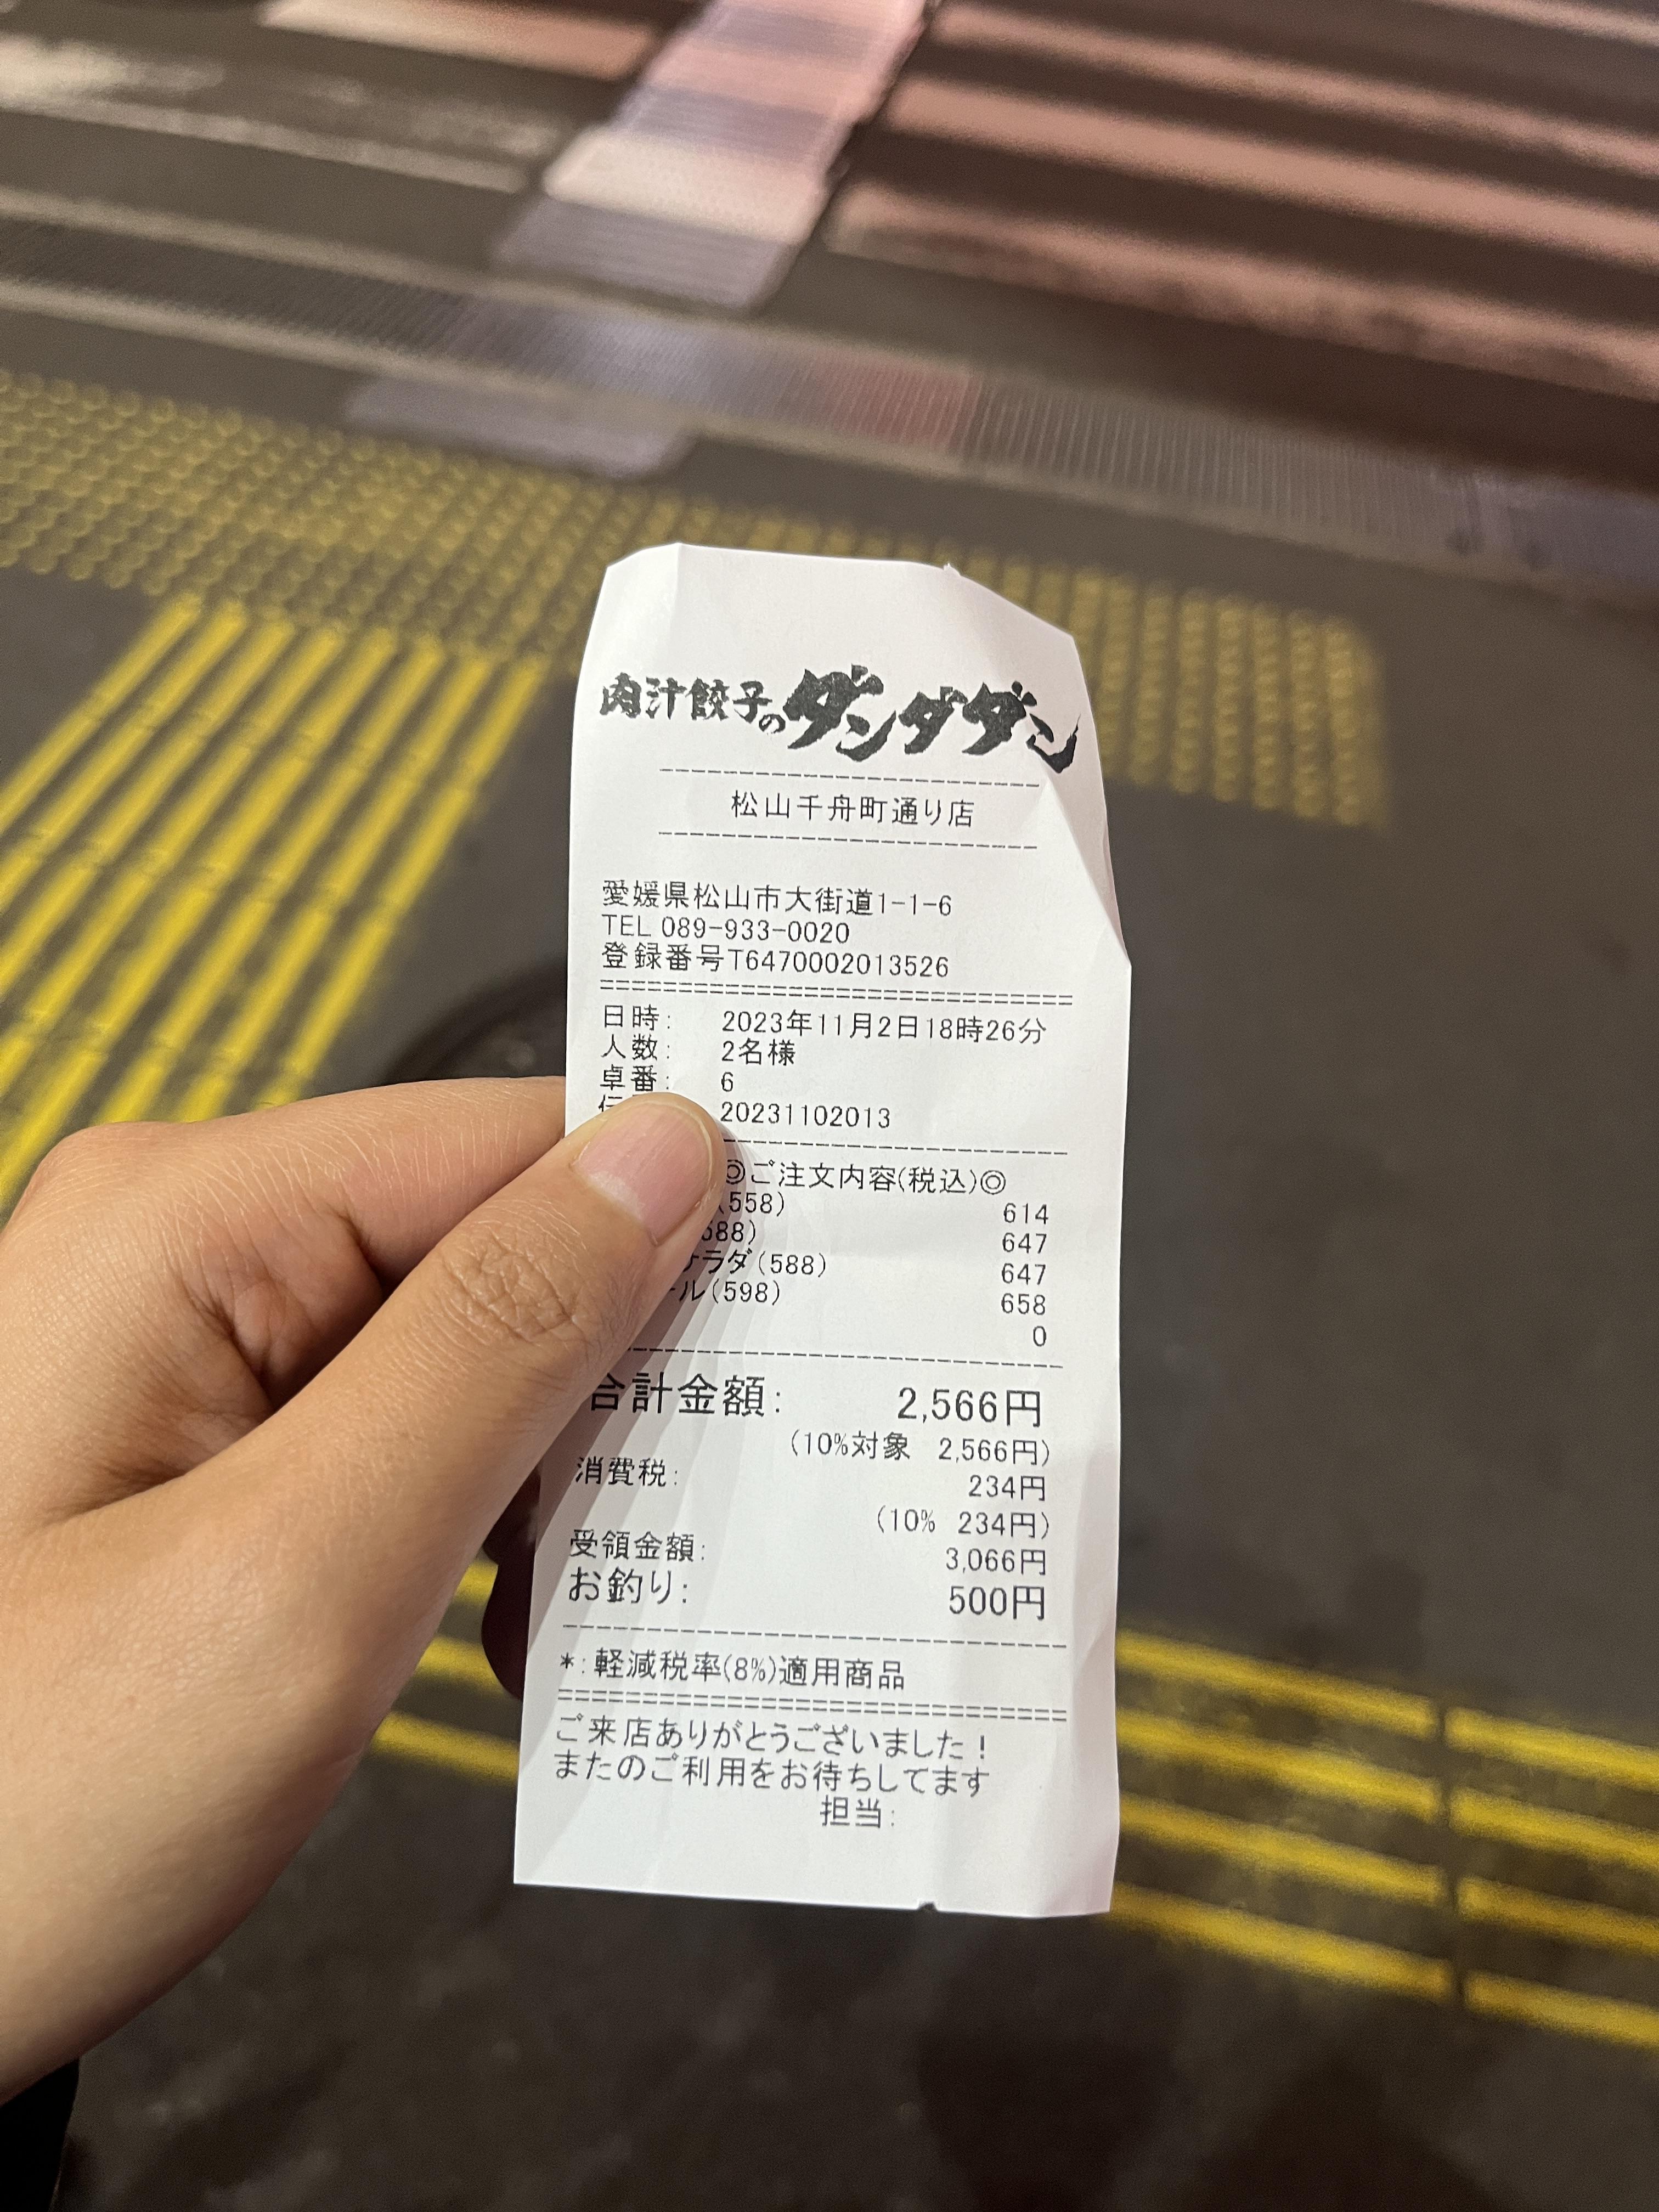 肉汁餃子のダンダダン
松山千舟町通り店
愛媛県松山市大街道1-1-6
TEL 089-933-0020
登録番号T6470002013526
日時: 2023年11月2日18時26分
人数: 2名様
卓番: 6
20231102013
◎ご注文内容(税込)◎
(558) 614
588) 647
サラダ(588) 647
ール(598) 658
0
合計金額: 2,566円
(10%対象 2,566円)
消費税: 234円
(10% 234円)
受領金額: 3,066円
お釣り: 500円
*:軽減税率(8%)適用商品
ご来店ありがとうございました!
またのご利用をお待ちしてます
担当: